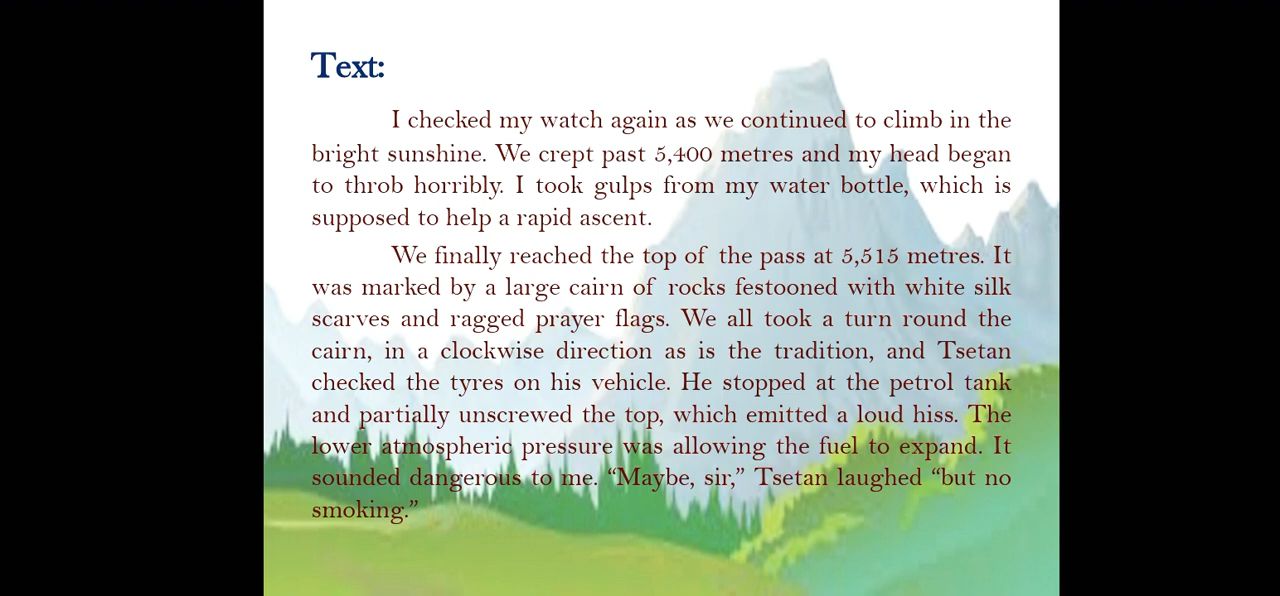 Text:
I checked my watch again as we continued to climb in the
bright sunshine. We crept past 5,400 metres and my head began
to throb horribly. I took gulps from my water bottle, which is
supposed to help a rapid ascent.
We finally reached the top of the pass at 5,515 metres. It
was marked by a large cairn of rocks festooned with white silk
scarves and ragged prayer flags. We all took a turn round the
cairn, in a clockwise direction as is the tradition, and Tsetan
checked the tyres on his vehicle. He stopped at the petrol tank
and partially unscrewed the top, which emitted a loud hiss. The
lower atmospheric pressure was allowing the fuel to expand. It
sounded dangerous to me. “Maybe, sir,” Tsetan laughed “but no
smoking.”